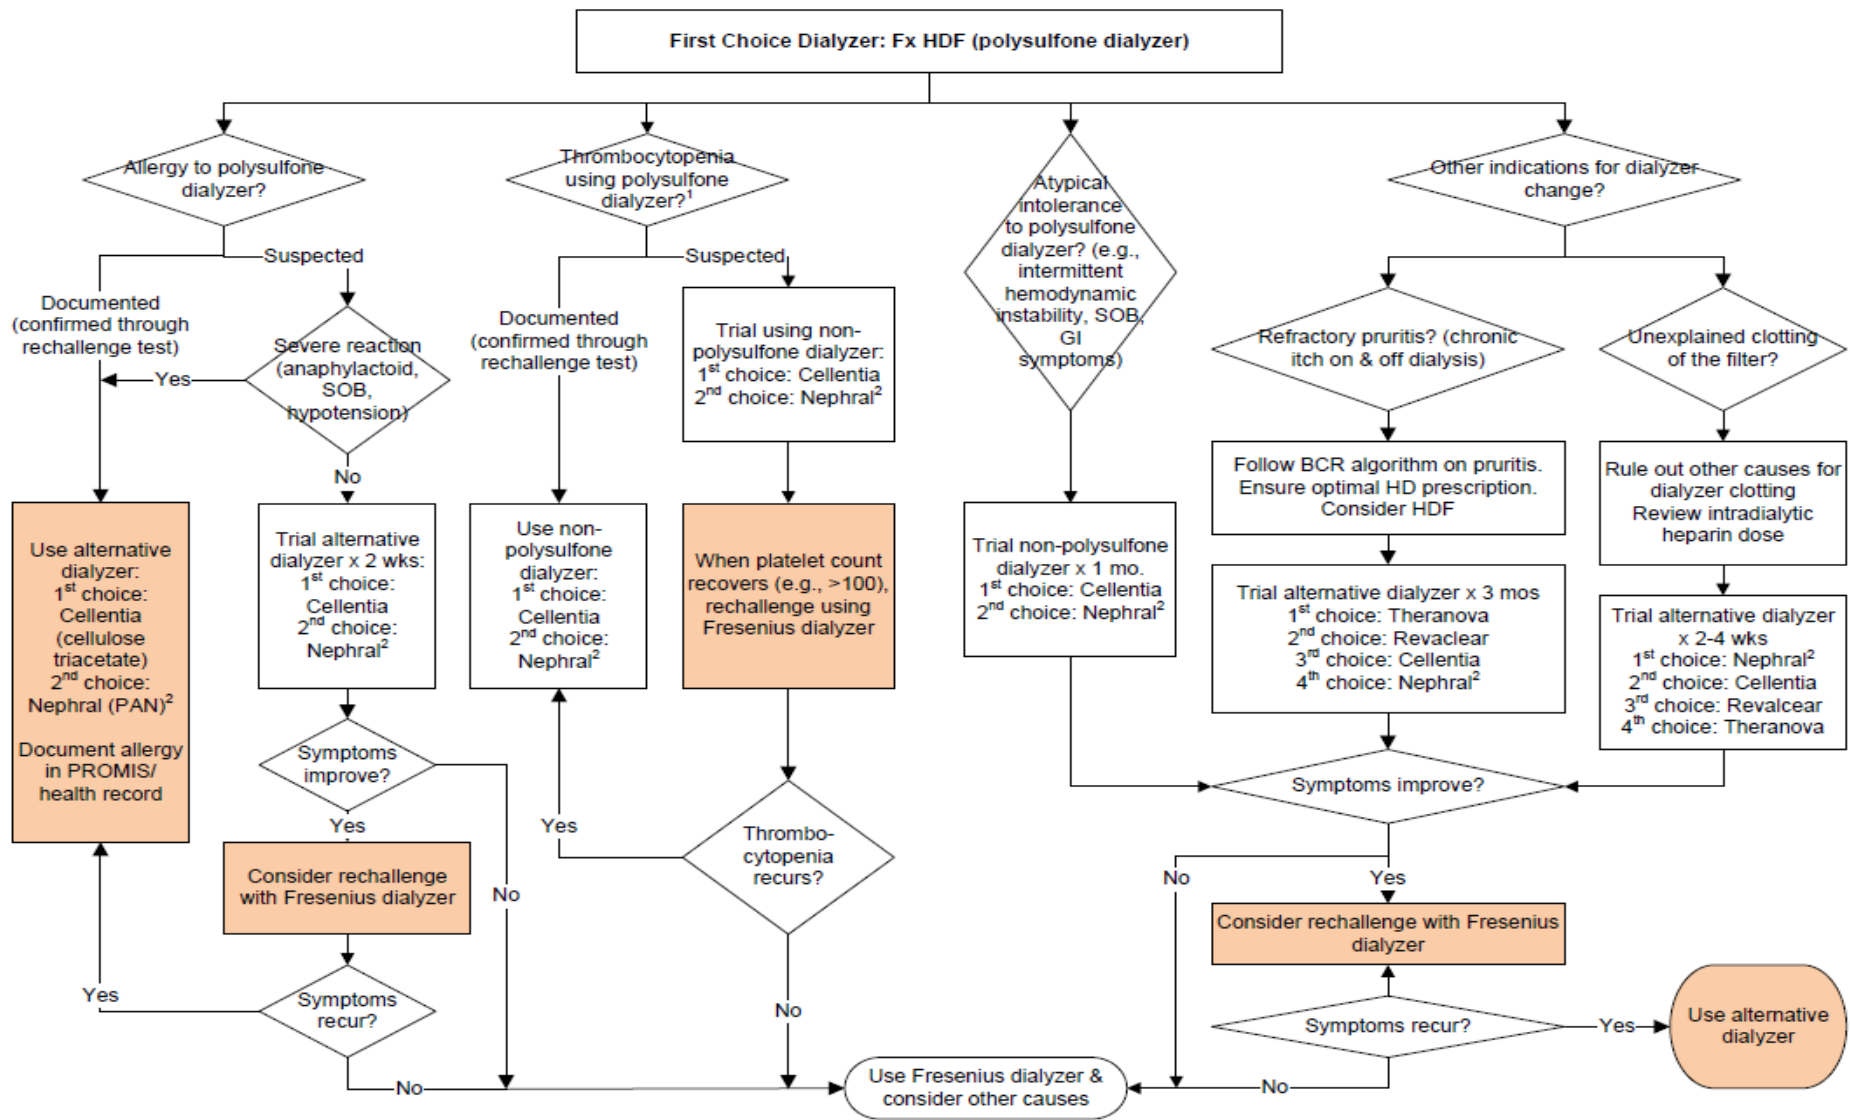 First Choice Dialyzer: Fx HDF (polysulfone dialyzer)
Allergy to polysulfone
dialyzer?
Suspected
Documented
(confirmed through
rechallenge test)
Severe reaction
(anaphylactoid,
SOB,
hypotension)
Yes
No
Use alternative
dialyzer:
1st choice:
Cellentia
(cellulose
triacetate)
2nd choice:
Nephral (PAN)2
Document allergy
in PROMIS/
health record
Trial alternative
dialyzer x 2 wks:
1st choice:
Cellentia
2nd choice:
Nephral2
Symptoms
improve?
Yes
No
Consider rechallenge
with Fresenius dialyzer
Symptoms
recur?
Yes
No
Thrombocytopenia
using polysulfone
dialyzer?1
Suspected
Documented
(confirmed through
rechallenge test)
Trial using non-
polysulfone dialyzer:
1st choice: Cellentia
2nd choice: Nephral2
Use non-
polysulfone
dialyzer:
1st choice:
Cellentia
2nd choice:
Nephral2
When platelet count
recovers (e.g., >100),
rechallenge using
Fresenius dialyzer
Thrombo-
cytopenia
recurs?
Yes
No
Atypical
intolerance
to polysulfone
dialyzer? (e.g.,
intermittent
hemodynamic
instability, SOB,
GI
symptoms)
Trial non-polysulfone
dialyzer x 1 mo.
1st choice: Cellentia
2nd choice: Nephral2
Other indications for dialyzer
change?
Refractory pruritis? (chronic
itch on & off dialysis)
Follow BCR algorithm on pruritis.
Ensure optimal HD prescription.
Consider HDF
Trial alternative dialyzer x 3 mos
1st choice: Theranova
2nd choice: Revaclear
3rd choice: Cellentia
4th choice: Nephral2
Unexplained clotting
of the filter?
Rule out other causes for
dialyzer clotting
Review intradialytic
heparin dose
Trial alternative dialyzer
x 2-4 wks
1st choice: Nephral2
2nd choice: Cellentia
3rd choice: Revalcear
4th choice: Theranova
Symptoms improve?
No
Yes
Consider rechallenge with Fresenius
dialyzer
Symptoms recur?
Yes
Use alternative
dialyzer
No
Use Fresenius dialyzer &
consider other causes